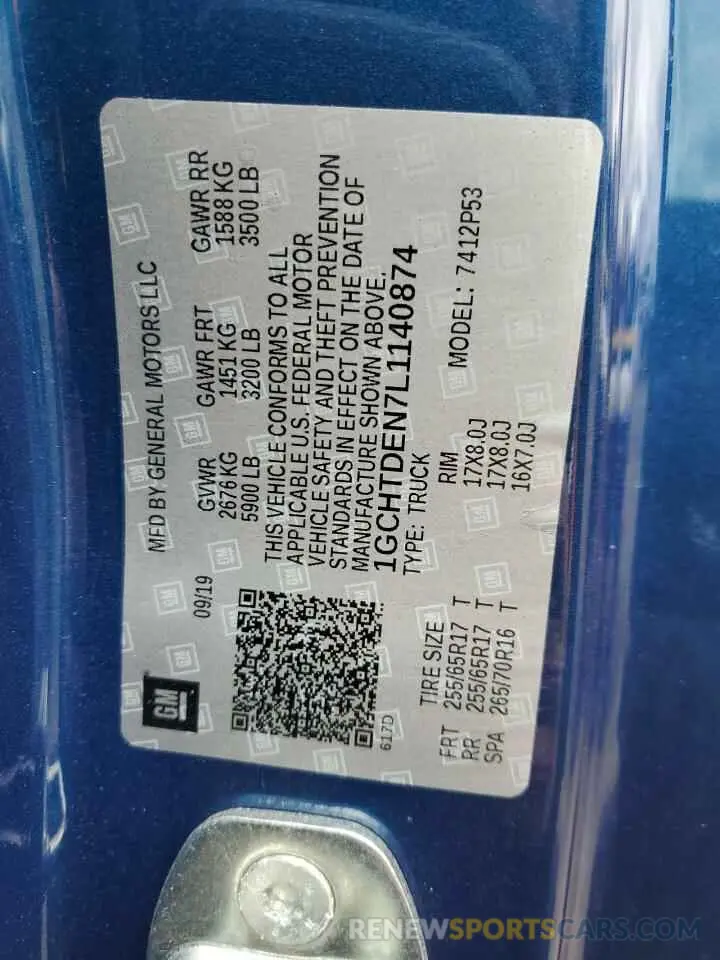 MFD BY GENERAL MOTORS LLC
GM
09/19
GVWR GAWR FRT GAWR RR
2676 KG 1451 KG 1588 KG
5900 LB 3200 LB 3500 LB
THIS VEHICLE CONFORMS TO ALL
APPLICABLE U.S. FEDERAL MOTOR
VEHICLE SAFETY AND THEFT PREVENTION
STANDARDS IN EFFECT ON THE DATE OF
MANUFACTURE SHOWN ABOVE.
1GCHTDEN7L1140874
617D
TYPE: TRUCK MODEL: 7412P53
TIRE SIZE RIM
FRT 255/65R17 T 17X8.0J
RR 255/65R17 T 17X8.0J
SPA 265/70R16 T 16X7.0J
RENEWSPORTSCARS.COM